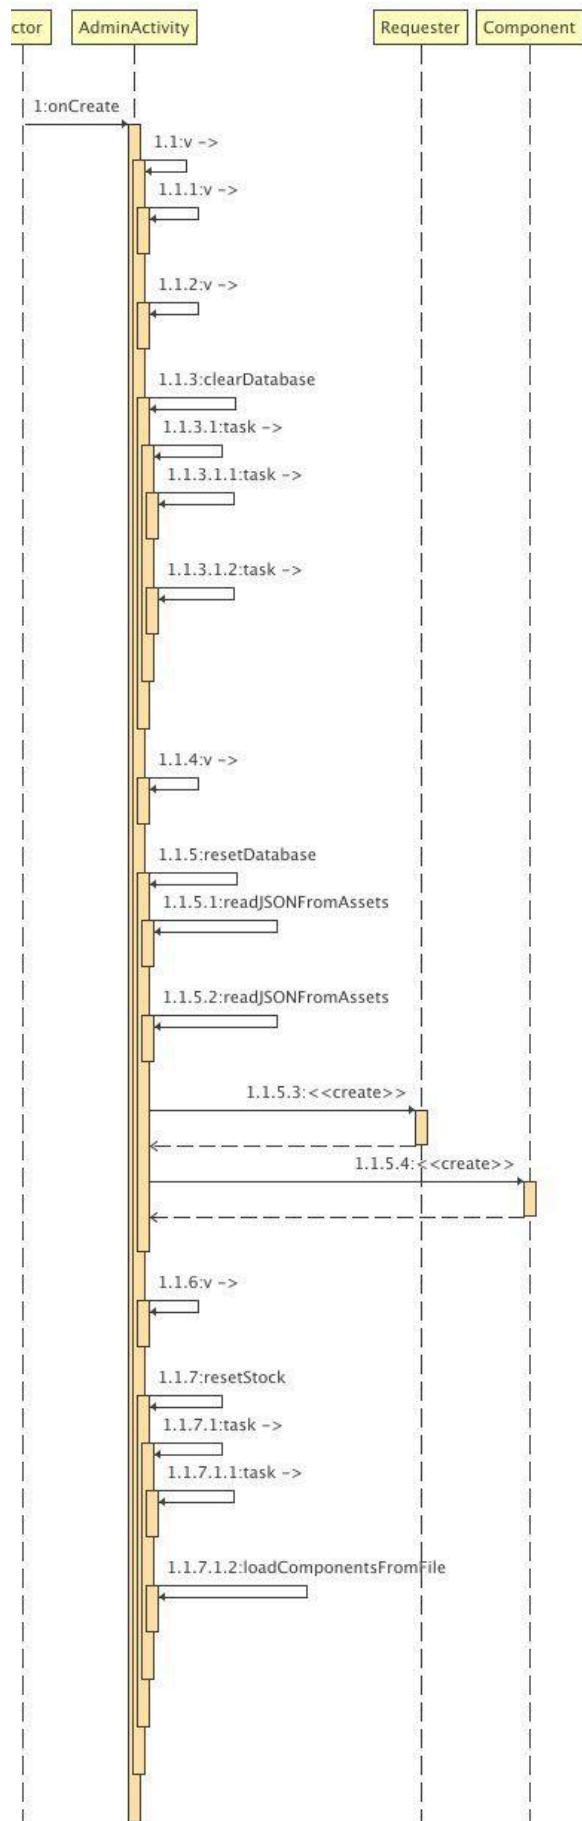 ctor
AdminActivity
Requester
Component
1:onCreate
1.1:v ->
1.1.1:v ->
1.1.2:v ->
1.1.3:clearDatabase
1.1.3.1:task ->
1.1.3.1.1:task ->
1.1.3.1.2:task ->
1.1.4:v ->
1.1.5:resetDatabase
1.1.5.1:readJSONFromAssets
1.1.5.2:readJSONFromAssets
1.1.5.3:<<create>>
1.1.5.4:<<create>>
1.1.6:v ->
1.1.7:resetStock
1.1.7.1:task ->
1.1.7.1.1:task ->
1.1.7.1.2:loadComponentsFromFile